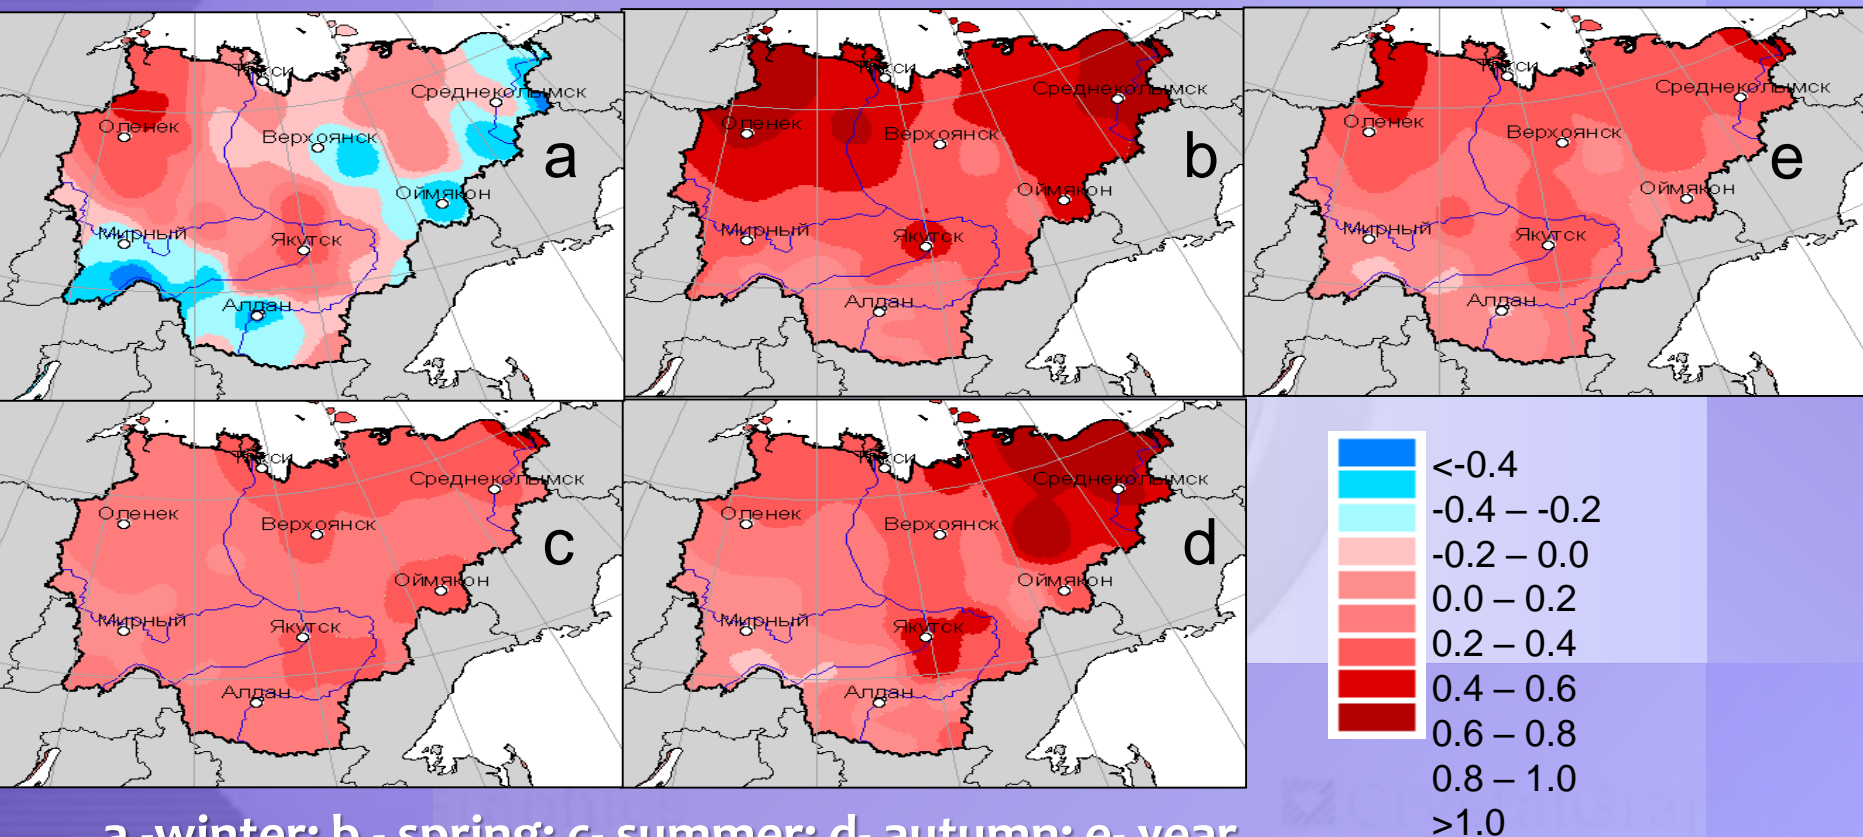 Тикси
Среднеколымск
Оленек
Верхоянск
a
Оймякон
Мирный
Якутск
Алдан
Тикси
Среднеколымск
Оленек
Верхоянск
b
Оймякон
Мирный
Якутск
Алдан
Тикси
Среднеколымск
Оленек
Верхоянск
e
Оймякон
Мирный
Якутск
Алдан
Тикси
Среднеколымск
Оленек
Верхоянск
c
Оймякон
Мирный
Якутск
Алдан
Тикси
Среднеколымск
Оленек
Верхоянск
d
Оймякон
Мирный
Якутск
Алдан
<-0.4
-0.4 – -0.2
-0.2 – 0.0
0.0 – 0.2
0.2 – 0.4
0.4 – 0.6
0.6 – 0.8
0.8 – 1.0
>1.0
a -winter; b - spring; c- summer; d- autumn; e- year